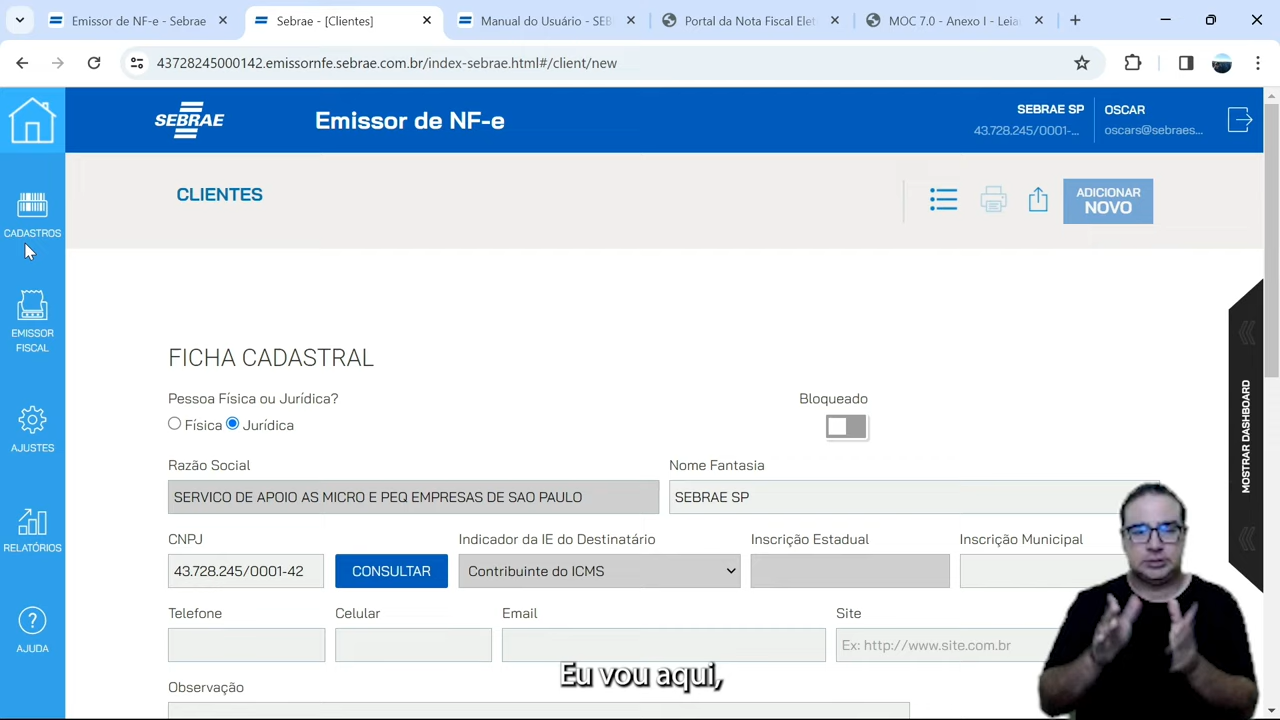 Emissor de NF-e - Sebrae
Sebrae - [Clientes]
Manual do Usuário - SEB
Portal da Nota Fiscal Elet
MOC 7.0 - Anexo I - Leia
43728245000142.emissornfe.sebrae.com.br/index-sebrae.html#/client/new
SEBRAE
Emissor de NF-e
SEBRAE SP
43.728.245/0001-...
OSCAR
oscars@sebraes...
CADASTROS
EMISSOR
FISCAL
AJUSTES
RELATÓRIOS
AJUDA
CLIENTES
ADICIONAR
NOVO
MOSTRAR DASHBOARD
FICHA CADASTRAL
Pessoa Física ou Jurídica?
Física
Jurídica
Bloqueado
Razão Social
Nome Fantasia
SERVICO DE APOIO AS MICRO E PEQ EMPRESAS DE SAO PAULO
SEBRAE SP
CNPJ
Indicador da IE do Destinatário
Inscrição Estadual
Inscrição Municipal
43.728.245/0001-42
CONSULTAR
Contribuinte do ICMS
Telefone
Celular
Email
Site
Ex: http://www.site.com.br
Observação
Eu vou aqui,